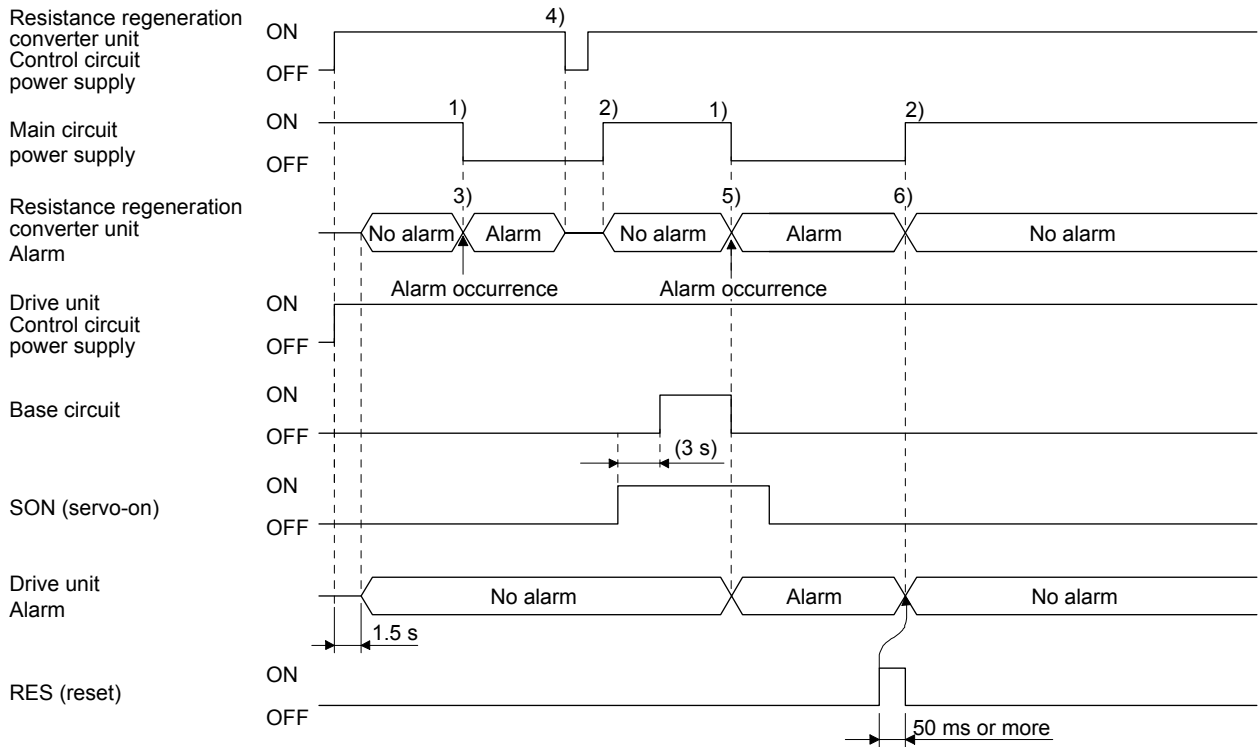 Resistance regeneration
converter unit
Control circuit
power supply
ON
OFF
4)
Main circuit
power supply
ON
OFF
1)
2)
1)
2)
Resistance regeneration
converter unit
Alarm
3)
5)
6)
No alarm
Alarm
No alarm
Alarm
No alarm
Alarm occurrence
Alarm occurrence
Drive unit
Control circuit
power supply
ON
OFF
Base circuit
ON
OFF
(3 s)
SON (servo-on)
ON
OFF
Drive unit
Alarm
No alarm
Alarm
No alarm
1.5 s
RES (reset)
ON
OFF
50 ms or more